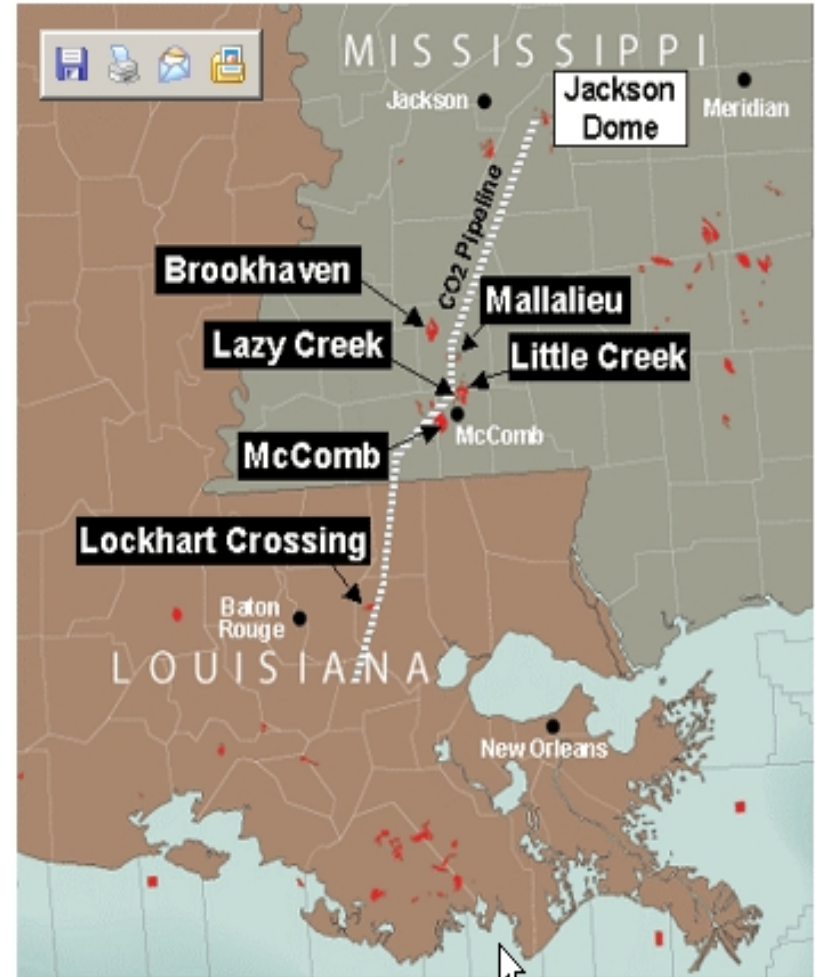 MISSISSIPPI
Jackson
Jackson
Dome
Meridian
CO2 Pipeline
Brookhaven
Mallalieu
Lazy Creek
Little Creek
McComb
McComb
Lockhart Crossing
Baton
Rouge
LOUISIANA
New Orleans